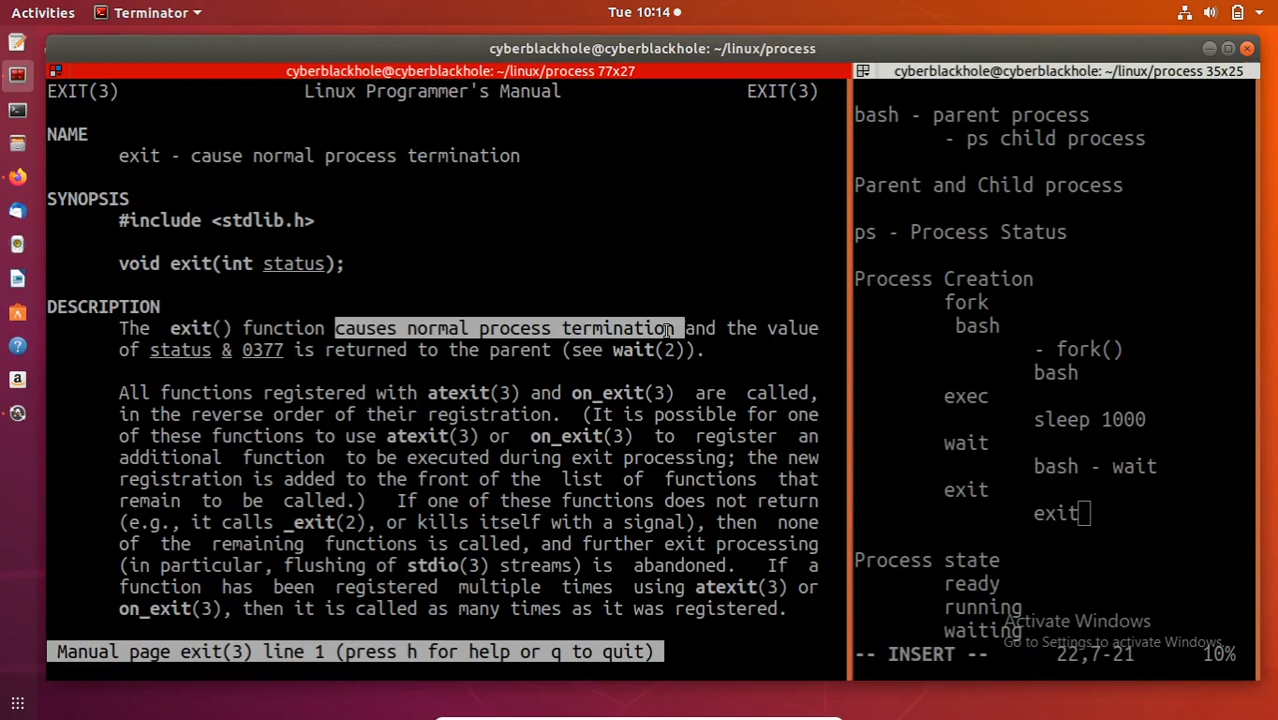 Activities Terminator Tue 10:14
cyberblackhole@cyberblackhole: ~/linux/process
cyberblackhole@cyberblackhole: ~/linux/process 77x27
EXIT(3) Linux Programmer's Manual EXIT(3)
NAME
exit - cause normal process termination
SYNOPSIS
#include <stdlib.h>
void exit(int status);
DESCRIPTION
The exit() function causes normal process termination and the value
of status & 0377 is returned to the parent (see wait(2)).
All functions registered with atexit(3) and on_exit(3) are called,
in the reverse order of their registration. (It is possible for one
of these functions to use atexit(3) or on_exit(3) to register an
additional function to be executed during exit processing; the new
registration is added to the front of the list of functions that
remain to be called.) If one of these functions does not return
(e.g., it calls _exit(2), or kills itself with a signal), then none
of the remaining functions is called, and further exit processing
(in particular, flushing of stdio(3) streams) is abandoned. If a
function has been registered multiple times using atexit(3) or
on_exit(3), then it is called as many times as it was registered.
Manual page exit(3) line 1 (press h for help or q to quit)
cyberblackhole@cyberblackhole: ~/linux/process 35x25
bash - parent process
- ps child process
Parent and Child process
ps - Process Status
Process Creation
fork
bash
- fork()
bash
exec
sleep 1000
wait
bash - wait
exit
exit
Process state
ready
running
waiting
-- INSERT -- 22,7-21 10%
Activate Windows
Go to Settings to activate Windows.